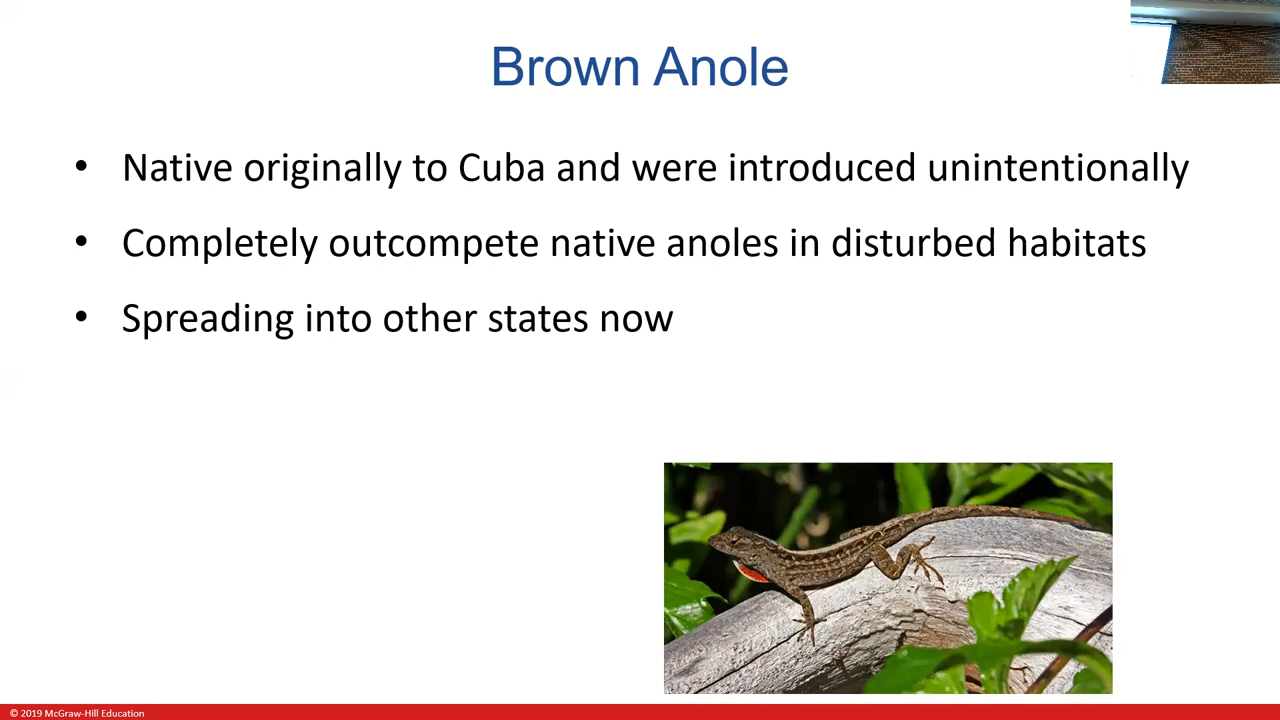 Brown Anole
• Native originally to Cuba and were introduced unintentionally
• Completely outcompete native anoles in disturbed habitats
• Spreading into other states now
© 2019 McGraw-Hill Education